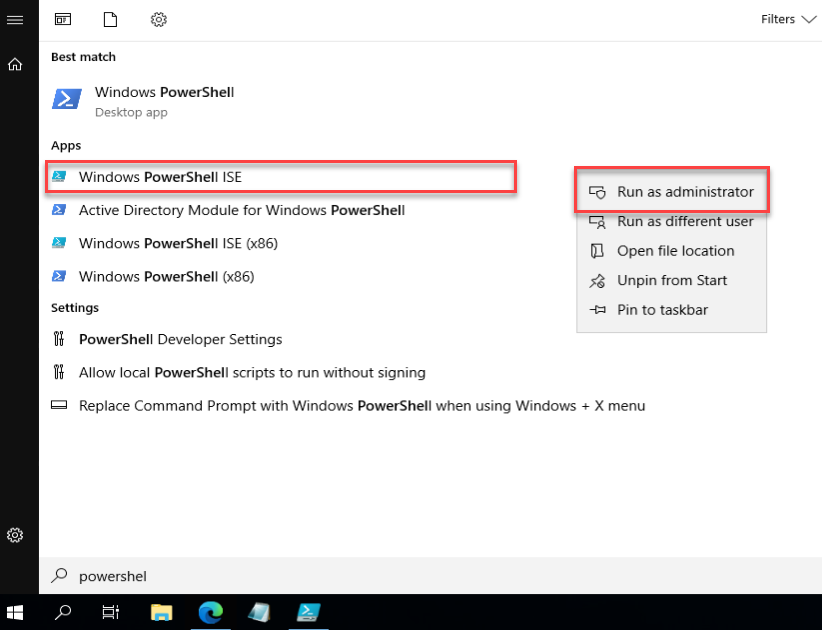 Filters
Best match
Windows PowerShell
Desktop app
Apps
Windows PowerShell ISE
Active Directory Module for Windows PowerShell
Windows PowerShell ISE (x86)
Windows PowerShell (x86)
Run as administrator
Run as different user
Open file location
Unpin from Start
Pin to taskbar
Settings
PowerShell Developer Settings
Allow local PowerShell scripts to run without signing
Replace Command Prompt with Windows PowerShell when using Windows + X menu
powershel